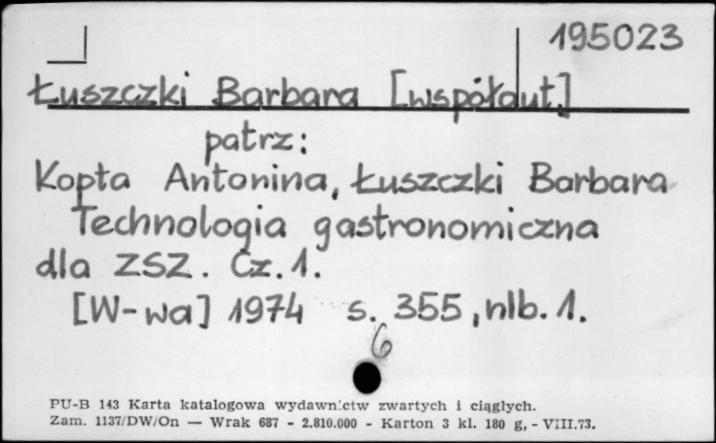 195023
Łuszczki Barbara [współaut.]
patrz:
Kopta Antonina, Łuszczki Barbara
Technologia gastronomiczna
dla ZSZ. Cz. 1.
[W-wa] 1974 s. 355, nlb. 1.
6
PU-B 143 Karta katalogowa wydawnictw zwartych i ciągłych.
Zam. 1137/DW/On — Wrak 687 - 2.810.000 - Karton 3 kl. 180 g, - VIII.73.